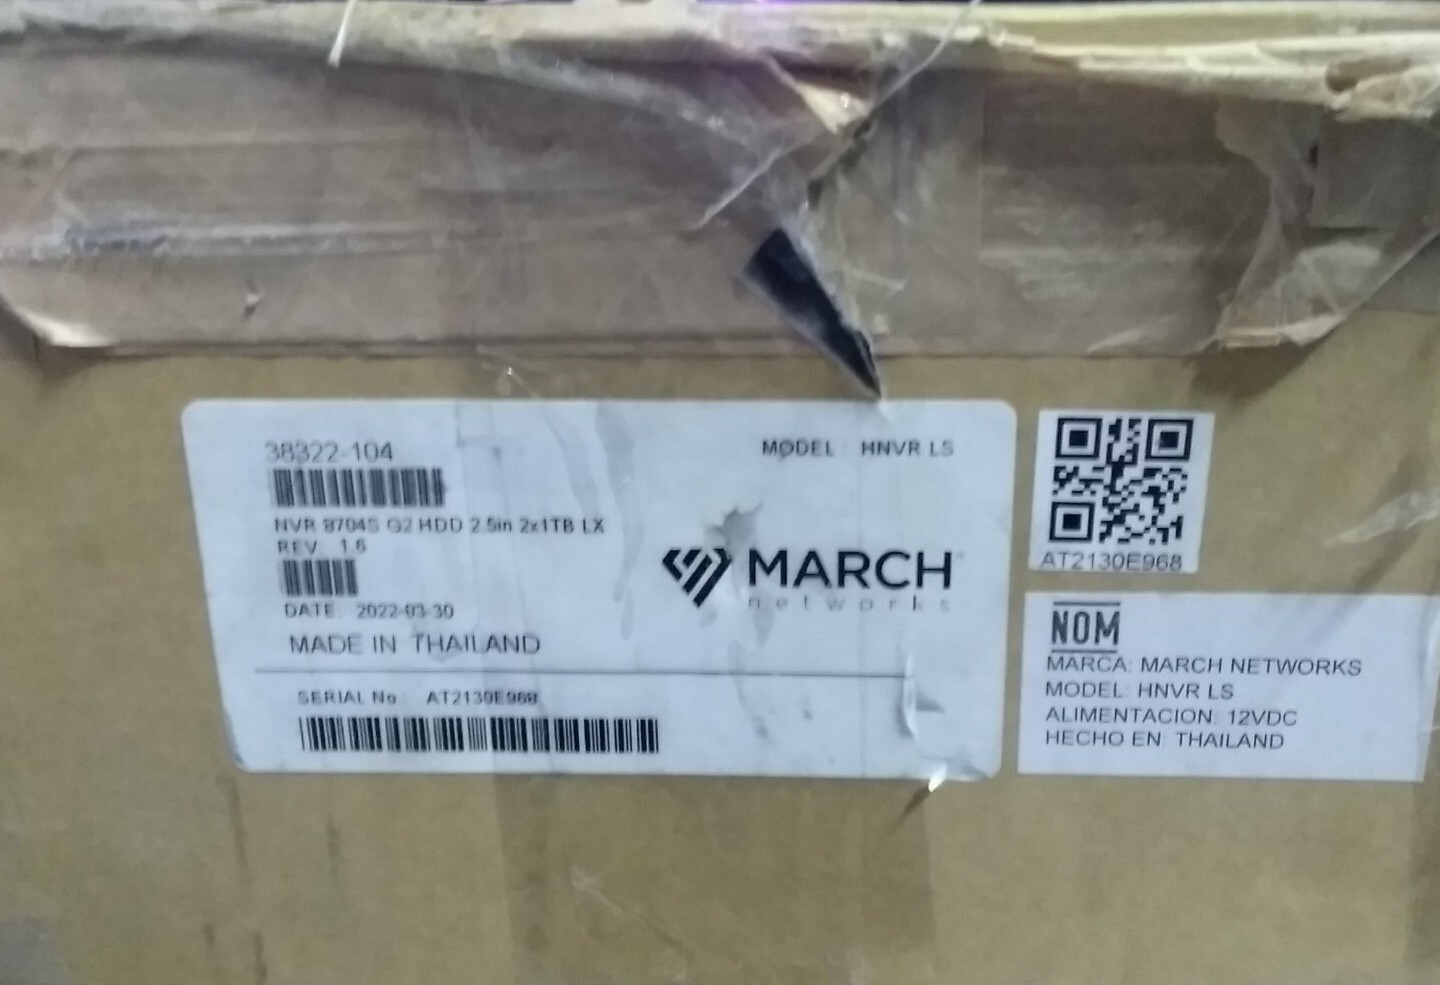 38322-104
MODEL: HNVR LS
NVR 8704S G2 HDD 2.5in 2x1TB LX
REV. 1.6
DATE: 2022-03-30
MADE IN THAILAND
MARCH
networks
SERIAL No: AT2130E968
AT2130E968
NOM
MARCA: MARCH NETWORKS
MODEL: HNVR LS
ALIMENTACION: 12VDC
HECHO EN: THAILAND